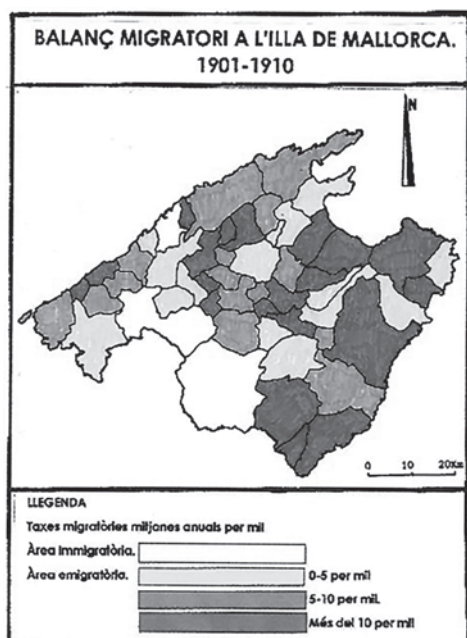 BALANÇ MIGRATORI A L'ILLA DE MALLORCA.
1901-1910
N
0 10 20Km
LLEGENDA
Taxes migratòries mitjanes anuals per mil
Àrea immigratòria.
Àrea emigratòria. 0-5 per mil
5-10 per mil.
Més del 10 per mil